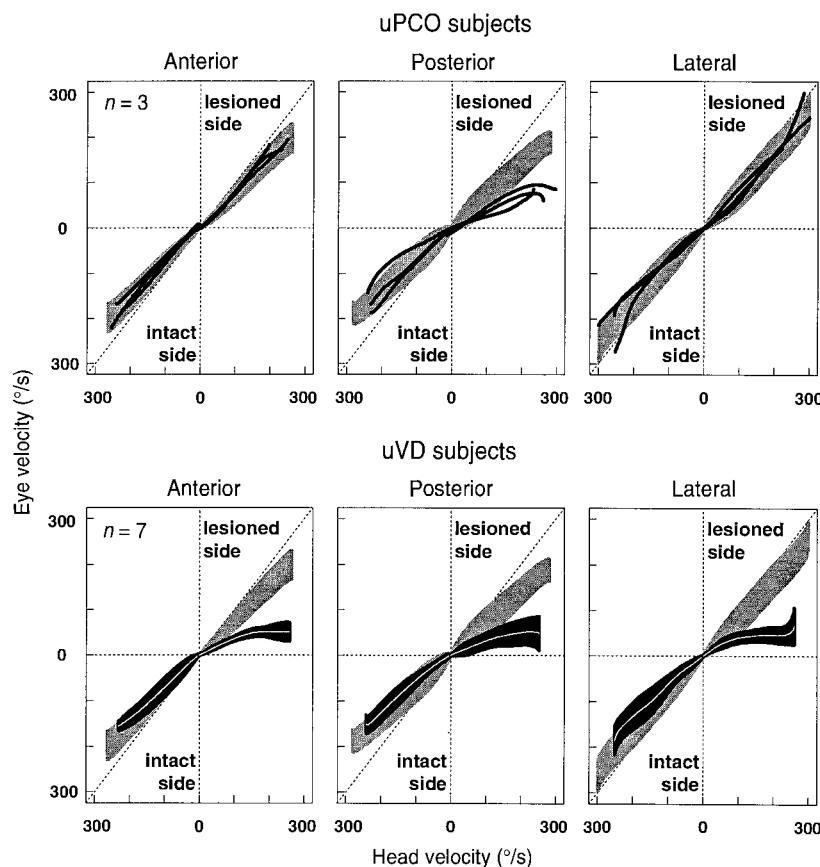 uPCO subjects
Anterior
Posterior
Lateral
300
n = 3
lesioned
side
lesioned
side
lesioned
side
0
intact
side
intact
side
intact
side
300
300
0
300
300
0
300
300
0
300
Eye velocity (°/s)
uVD subjects
Anterior
Posterior
Lateral
300
n = 7
lesioned
side
lesioned
side
lesioned
side
0
intact
side
intact
side
intact
side
300
300
0
300
300
0
300
300
0
300
Head velocity (°/s)